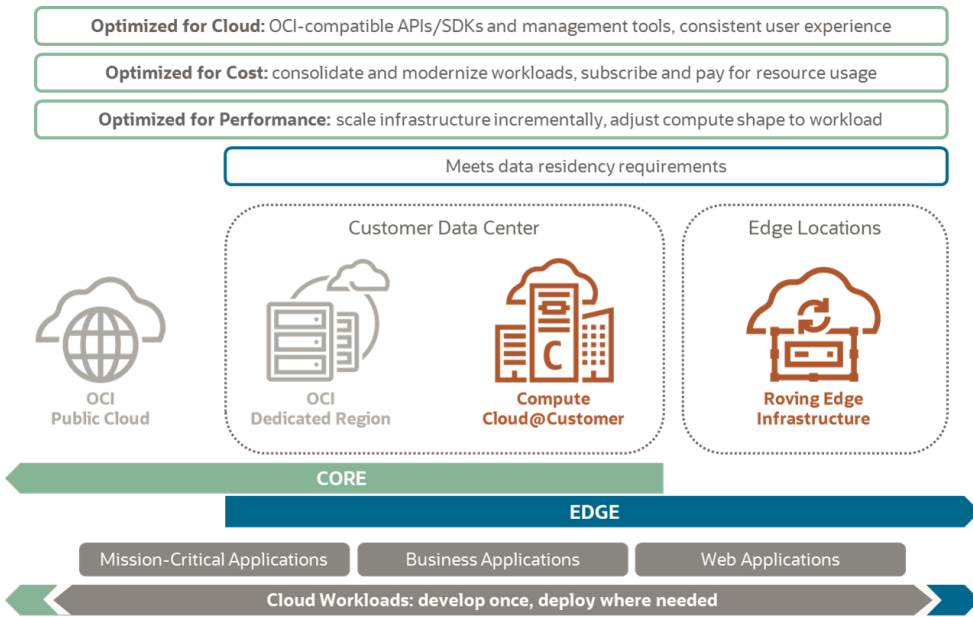 Optimized for Cloud: OCI-compatible APIs/SDKs and management tools, consistent user experience
Optimized for Cost: consolidate and modernize workloads, subscribe and pay for resource usage
Optimized for Performance: scale infrastructure incrementally, adjust compute shape to workload
Meets data residency requirements
Customer Data Center
Edge Locations
C
OCI
Public Cloud
OCI
Dedicated Region
Compute
Cloud@Customer
Roving Edge
Infrastructure
CORE
EDGE
Mission-Critical Applications
Business Applications
Web Applications
Cloud Workloads: develop once, deploy where needed